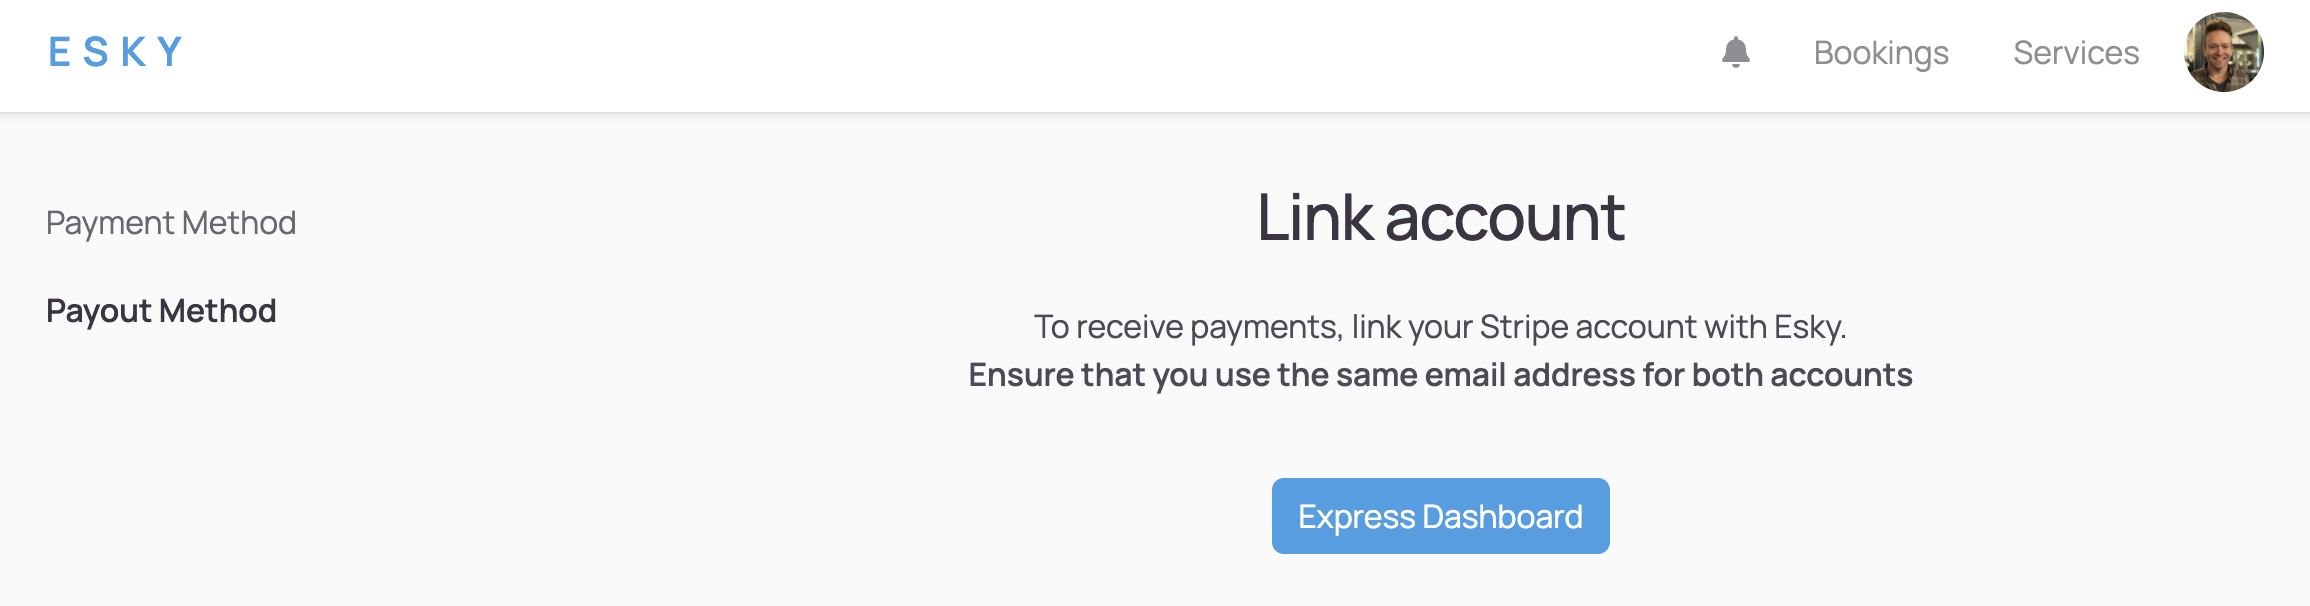 ESKY
Bookings
Services
Payment Method
Payout Method
Link account
To receive payments, link your Stripe account with Esky.
Ensure that you use the same email address for both accounts
Express Dashboard